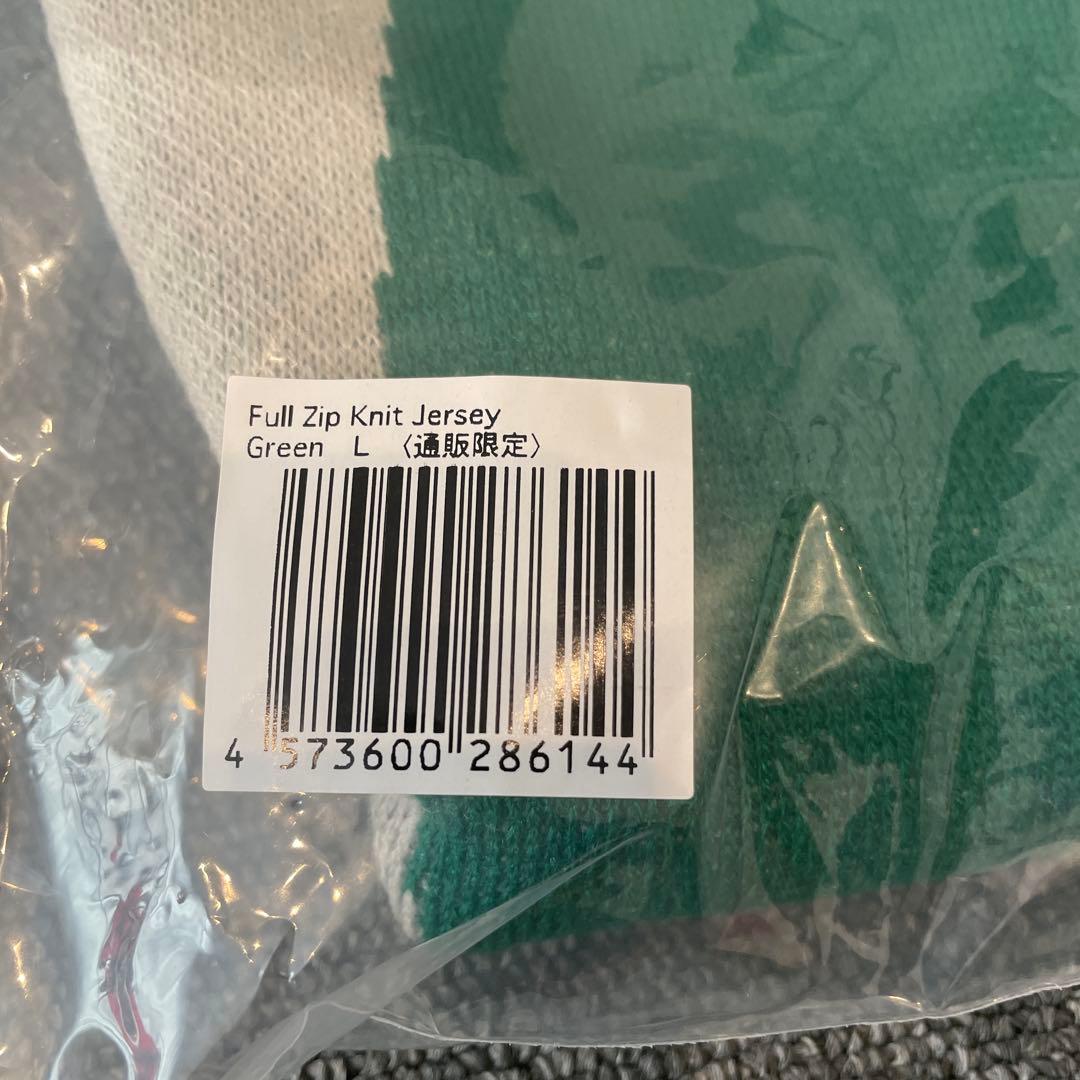 Full Zip Knit Jersey
Green L 〈通販限定〉
4 573600 286144